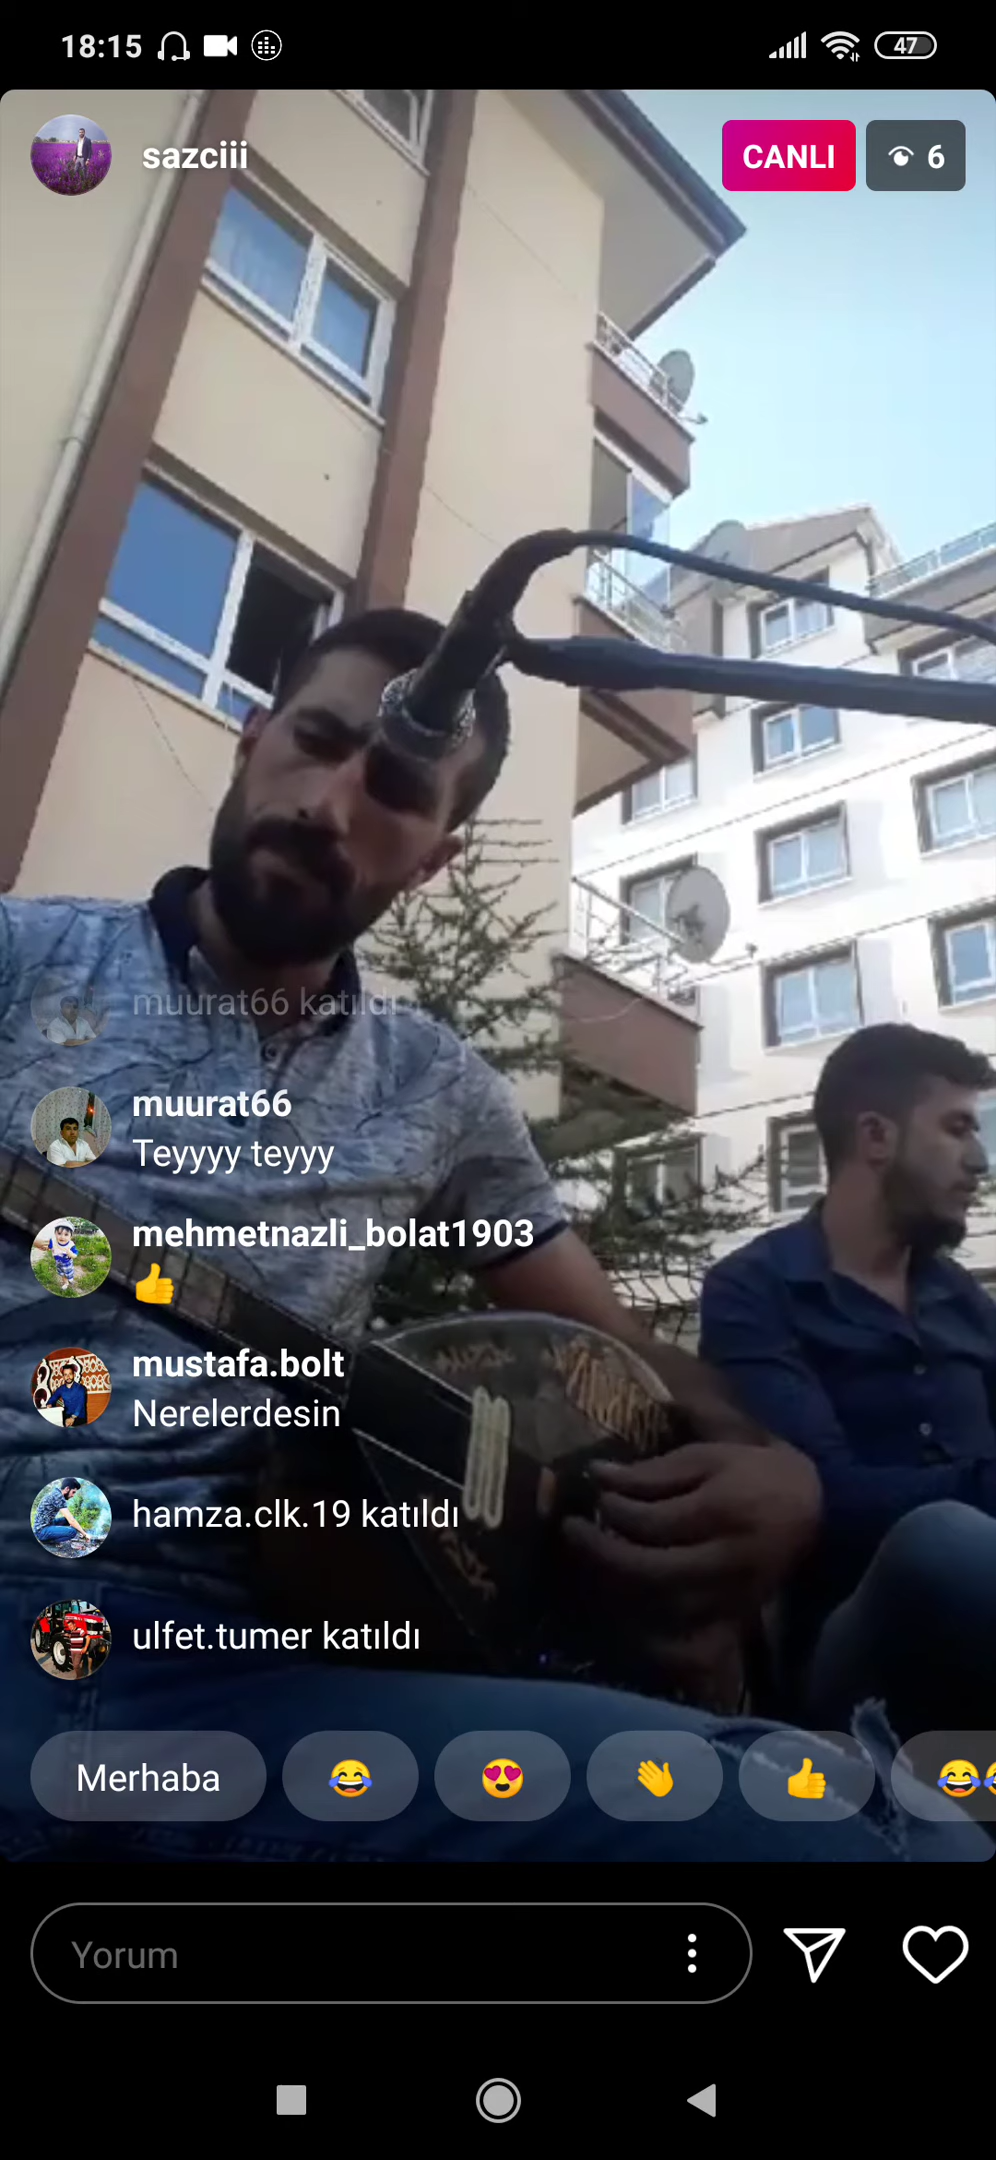 18:15
47
sazciii
CANLI
6
muurat66 katıldı
muurat66
Teyyyy teyyy
mehmetnazli_bolat1903
👍
mustafa.bolt
Nerelerdesin
hamza.clk.19 katıldı
ulfet.tumer katıldı
Merhaba 😂 😍 👋 👍 😂
Yorum